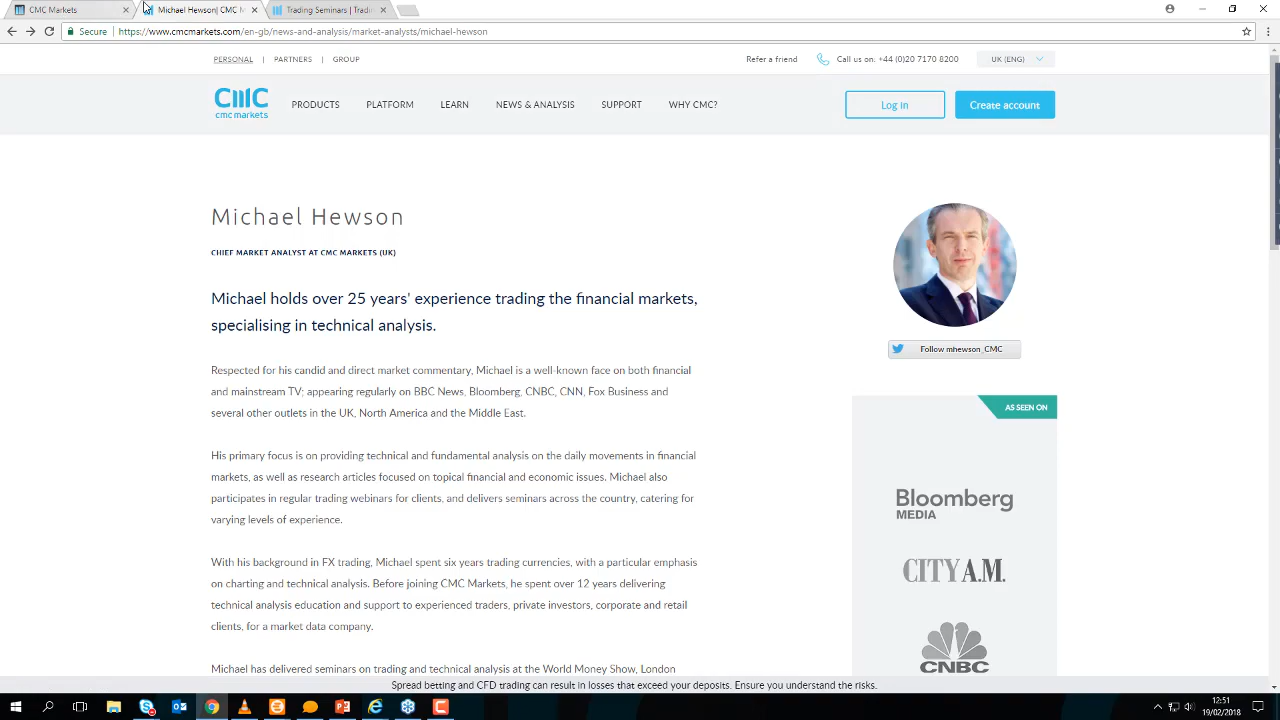 CMC Markets
Michael Hewson| CMC M
Trading Seminars | Tradi
Secure
https://www.cmcmarkets.com/en-gb/news-and-analysis/market-analysts/michael-hewson
PERSONAL | PARTNERS | GROUP
Refer a friend
Call us on: +44 (0)20 7170 8200
UK (ENG)
cmc markets
PRODUCTS PLATFORM LEARN NEWS & ANALYSIS SUPPORT WHY CMC?
Log in
Create account
Michael Hewson
CHIEF MARKET ANALYST AT CMC MARKETS (UK)
Michael holds over 25 years' experience trading the financial markets,
specialising in technical analysis.
Follow mhewson_CMC
Respected for his candid and direct market commentary, Michael is a well-known face on both financial
and mainstream TV; appearing regularly on BBC News, Bloomberg, CNBC, CNN, Fox Business and
several other outlets in the UK, North America and the Middle East.
His primary focus is on providing technical and fundamental analysis on the daily movements in financial
markets, as well as research articles focused on topical financial and economic issues. Michael also
participates in regular trading webinars for clients, and delivers seminars across the country, catering for
varying levels of experience.
With his background in FX trading, Michael spent six years trading currencies, with a particular emphasis
on charting and technical analysis. Before joining CMC Markets, he spent over 12 years delivering
technical analysis education and support to experienced traders, private investors, corporate and retail
clients, for a market data company.
Michael has delivered seminars on trading and technical analysis at the World Money Show, London
AS SEEN ON
Bloomberg
MEDIA
CITY A.M.
CNBC
Spread betting and CFD trading can result in losses that exceed your deposits. Ensure you understand the risks.
12:51
19/02/2018